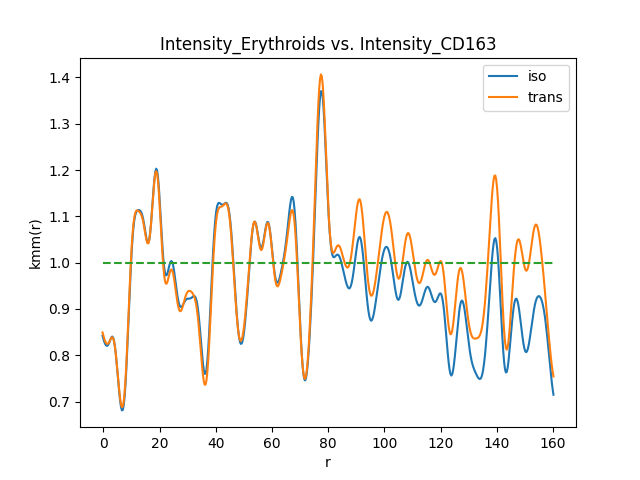 Intensity_Erythroids vs. Intensity_CD163
iso
trans
1.4
1.3
1.2
1.1
1.0
0.9
0.8
0.7
kmm(r)
0 20 40 60 80 100 120 140 160
r